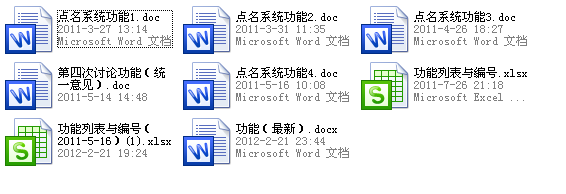 点名系统功能1.doc
2011-3-27 13:14
Microsoft Word 文档
点名系统功能2.doc
2011-3-31 11:35
Microsoft Word 文档
点名系统功能3.doc
2011-4-26 18:27
Microsoft Word 文档
第四次讨论功能(统
一意见).doc
2011-5-14 14:48
点名系统功能4.doc
2011-5-16 10:08
Microsoft Word 文档
功能列表与编号.xlsx
2011-7-26 21:18
Microsoft Excel ...
功能列表与编号(
2011-5-16)(1).xlsx
2012-2-21 19:24
功能(最新).docx
2012-2-21 23:44
Microsoft Word 文档